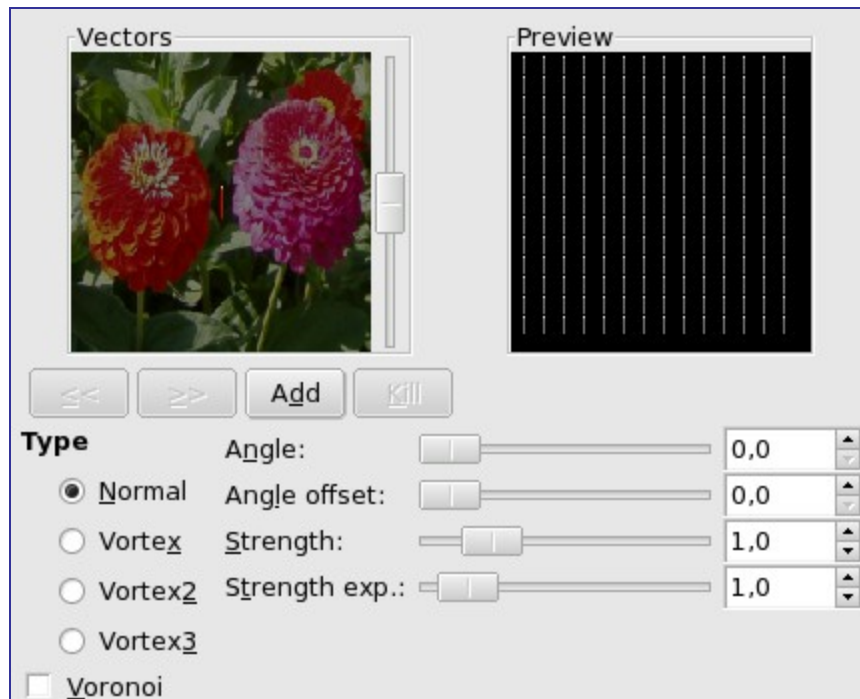 Vectors
Preview
<< >> Add Kill
Type
Angle: 0,0
Normal
Angle offset: 0,0
Vortex
Strength: 1,0
Vortex2
Strength exp.: 1,0
Vortex3
Voronoi